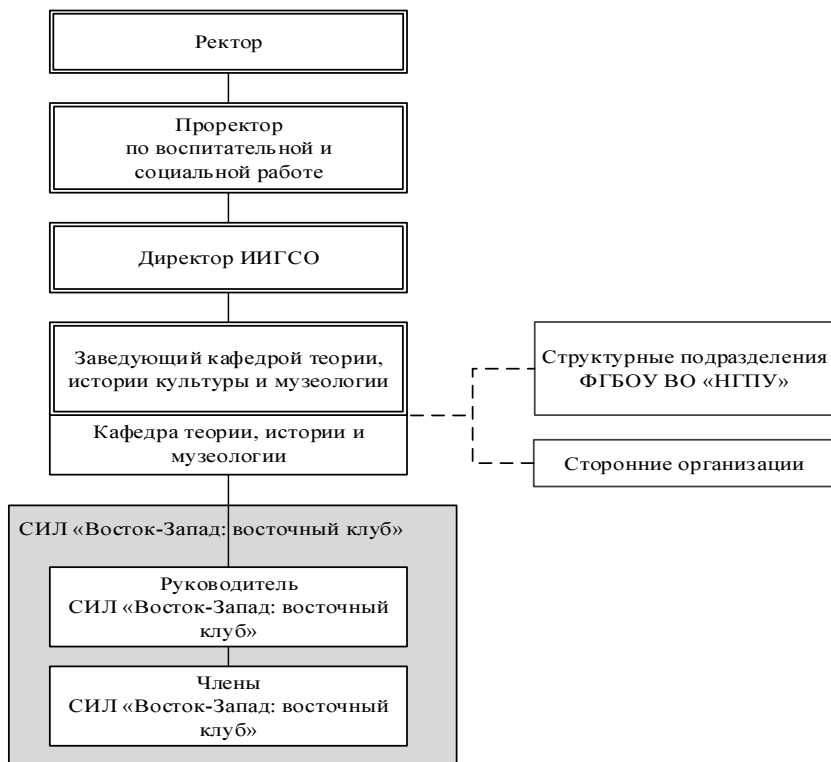 Ректор
Проректор
по воспитательной и
социальной работе
Директор ИИГСО
Заведующий кафедрой теории,
истории культуры и музеологии
Кафедра теории, истории и
музеологии
Структурные подразделения
ФГБОУ ВО «НГПУ»
Сторонние организации
СИЛ «Восток-Запад: восточный клуб»
Руководитель
СИЛ «Восток-Запад: восточный
клуб»
Члены
СИЛ «Восток-Запад: восточный
клуб»